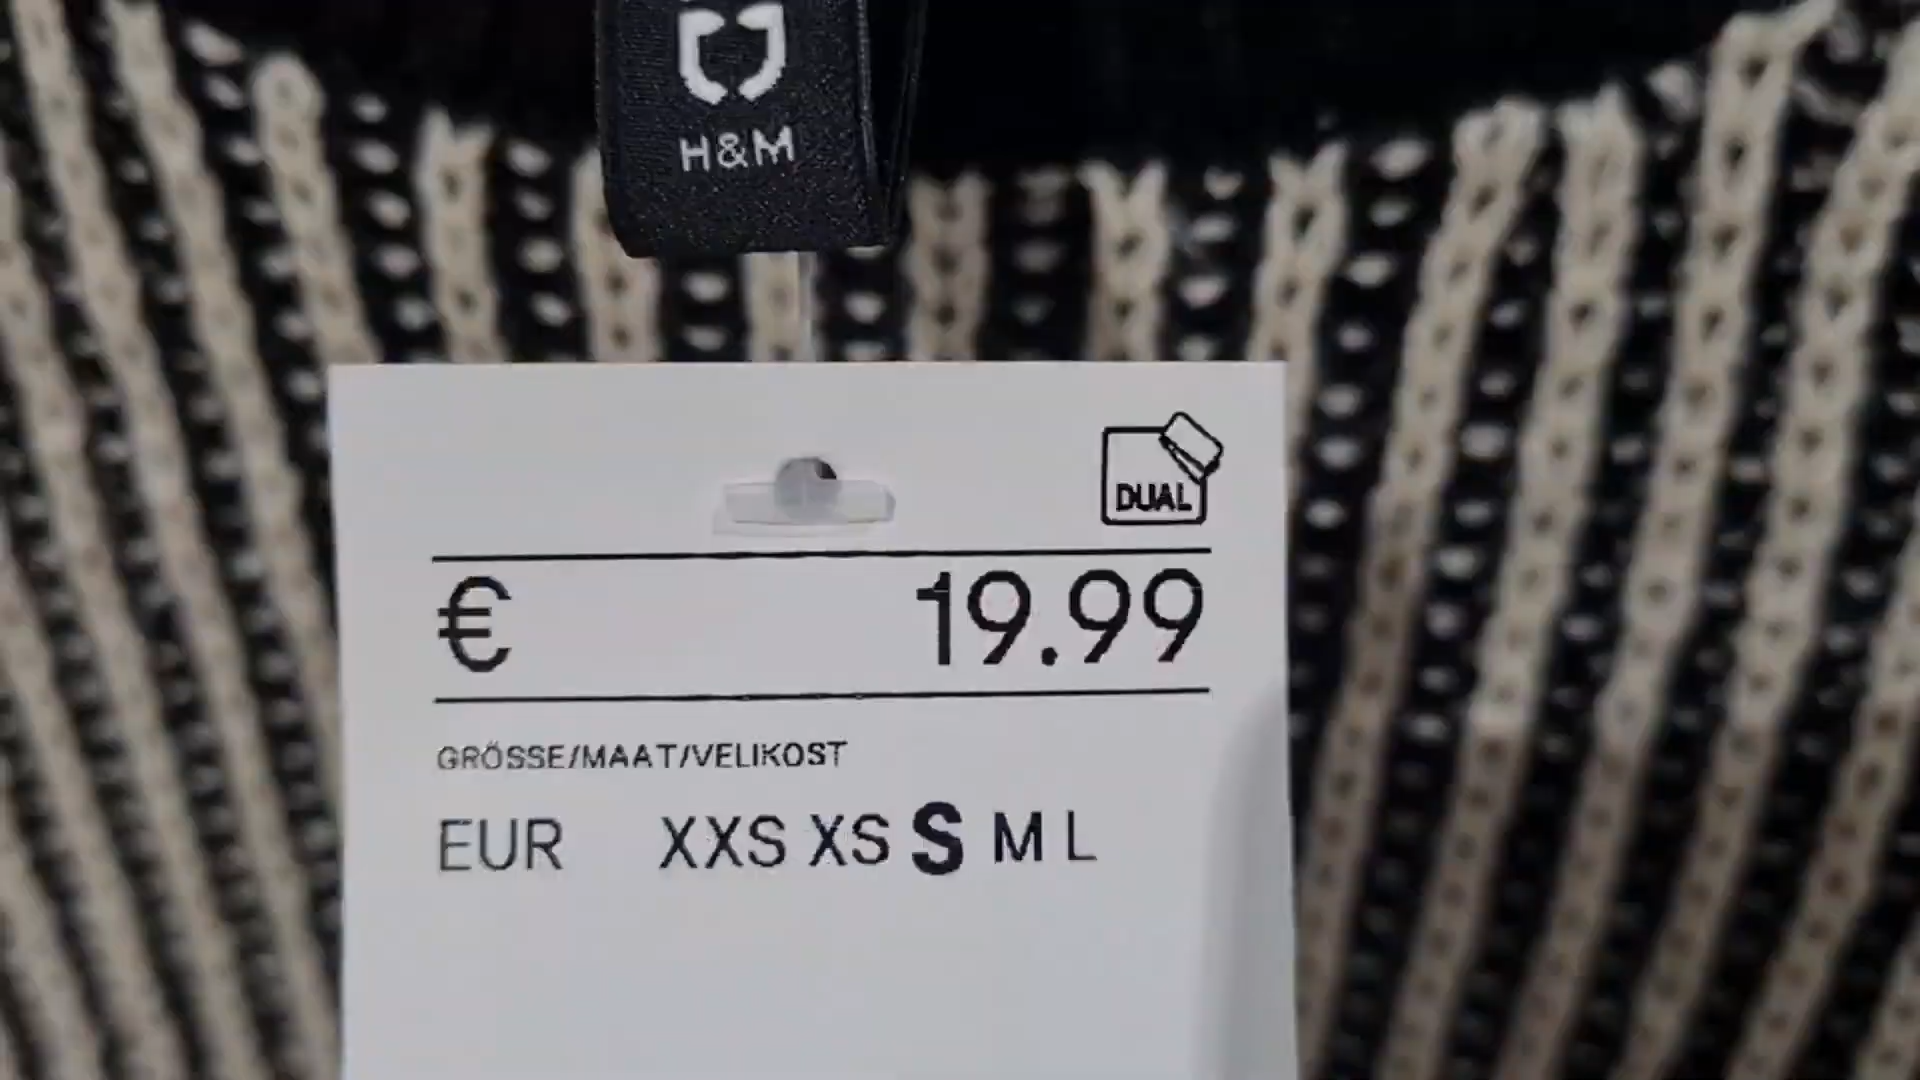 H&M
DUAL
€ 19.99
GRÖSSE/MAAT/VELIKOST
EUR XXS XS S M L